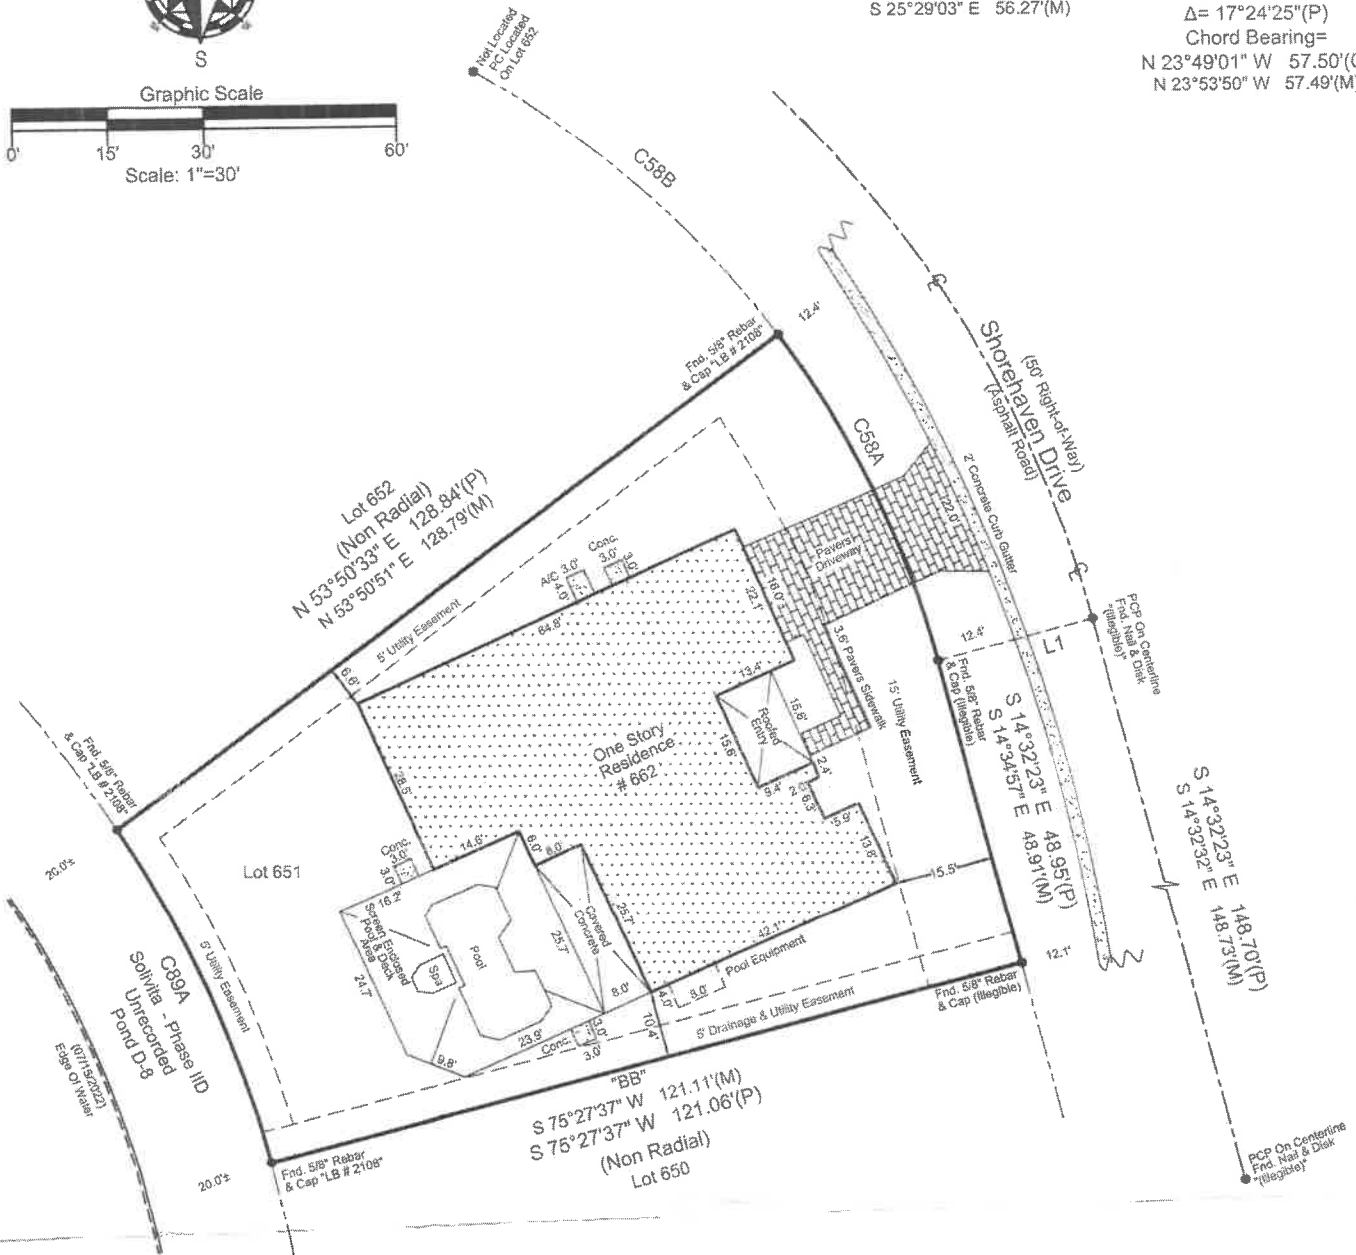 S 25°29'03" E 56.27'(M)
Δ= 17°24'25"(P)
Chord Bearing=
N 23°49'01" W 57.50'(
N 23°53'50" W 57.49'(M
S
Graphic Scale
0' 15' 30' 60'
Scale: 1"=30'
Not Located
PC Located
On Lot 652
C58B
12.4'
Fnd. 5/8" Rebar
& Cap "LB # 2108"
Shorehaven Drive
(50' Right-of-Way)
(Asphalt Road)
C58A
2' Concrete Curb Gutter
22.0'
Pavers
Driveway
Lot 652
(Non Radial)
N 53°50'33" E 128.84'(P)
N 53°50'51" E 128.79'(M)
5' Utility Easement
A/C 3.0'
4.0'
Conc.
3.0'
3.0'
64.8'
6.6'
22.1'
18.0'
3.6' Pavers Sidewalk
15' Utility Easement
12.4'
L1
PCP On Centerline
Fnd. Nail & Disk
"(Illegible)"
Fnd. 5/8" Rebar
& Cap (Illegible)
S 14°32'23" E 48.95'(P)
S 14°34'57" E 48.91'(M)
S 14°32'23" E 148.70'(P)
S 14°32'32" E 148.73'(M)
13.4'
15.6'
Roofed
Entry
15.6'
9.4'
2.4'
6.3'
5.9'
13.8'
15.5'
One Story
Residence
# 662
28.5'
Fnd. 5/8" Rebar
& Cap "LB # 2108"
20.0'±
Lot 651
Conc.
3.0'
3.0'
14.6'
6.0'
8.0'
16.2'
Screen Enclosed
Pool & Deck
Area
Spa
Pool
24.7'
25.7'
Covered
Concrete
25.7'
8.0'
42.1'
Pool Equipment
4.0'
8.0'
10.4'
9.8'
23.9'
Conc.
3.0'
3.0'
5' Drainage & Utility Easement
Fnd. 5/8" Rebar
& Cap (Illegible)
12.1'
5' Utility Easement
C89A
Solivita - Phase IID
Unrecorded
Pond D-8
(07/15/2022)
Edge Of Water
20.0'±
Fnd. 5/8" Rebar
& Cap "LB # 2108"
"BB"
S 75°27'37" W 121.11'(M)
S 75°27'37" W 121.06'(P)
(Non Radial)
Lot 650
PCP On Centerline
Fnd. Nail & Disk
"(Illegible)"